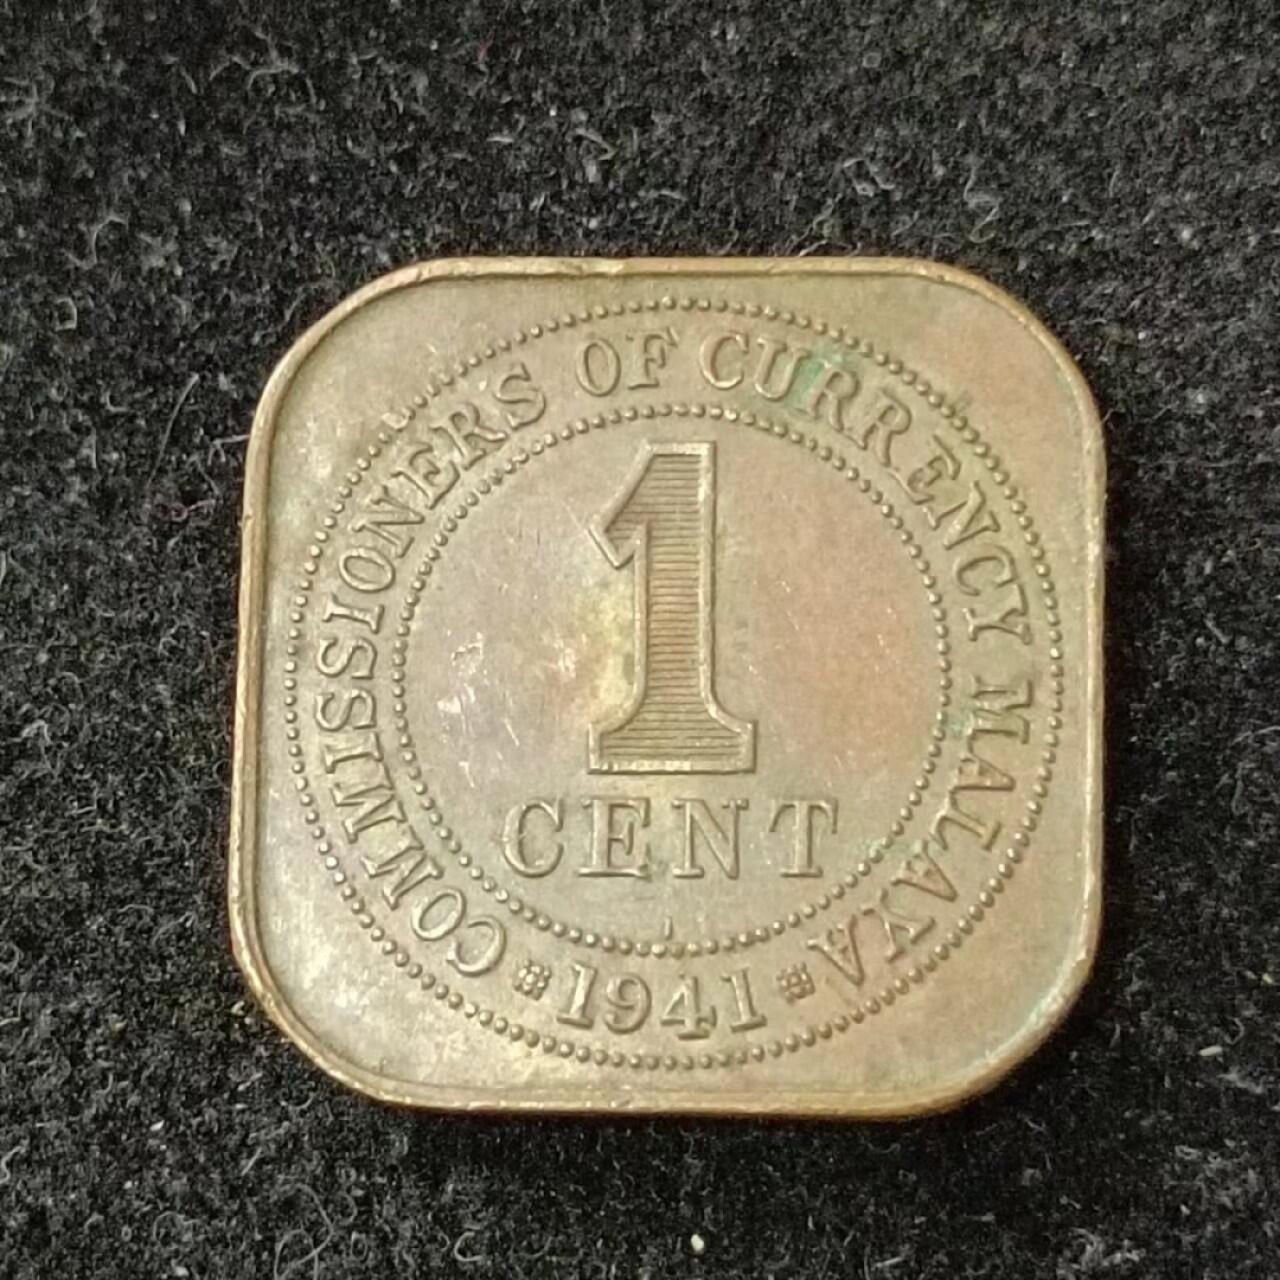 COMMISSIONERS OF CURRENCY MALAYA
1
CENT
1941